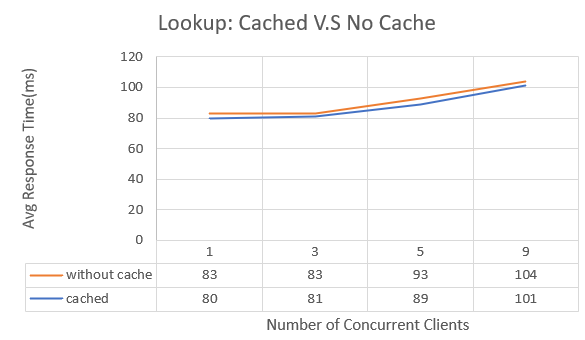 Lookup: Cached V.S No Cache
120
100
80
60
40
20
0
Avg Response Time(ms)
1 3 5 9
without cache 83 83 93 104
cached 80 81 89 101
Number of Concurrent Clients